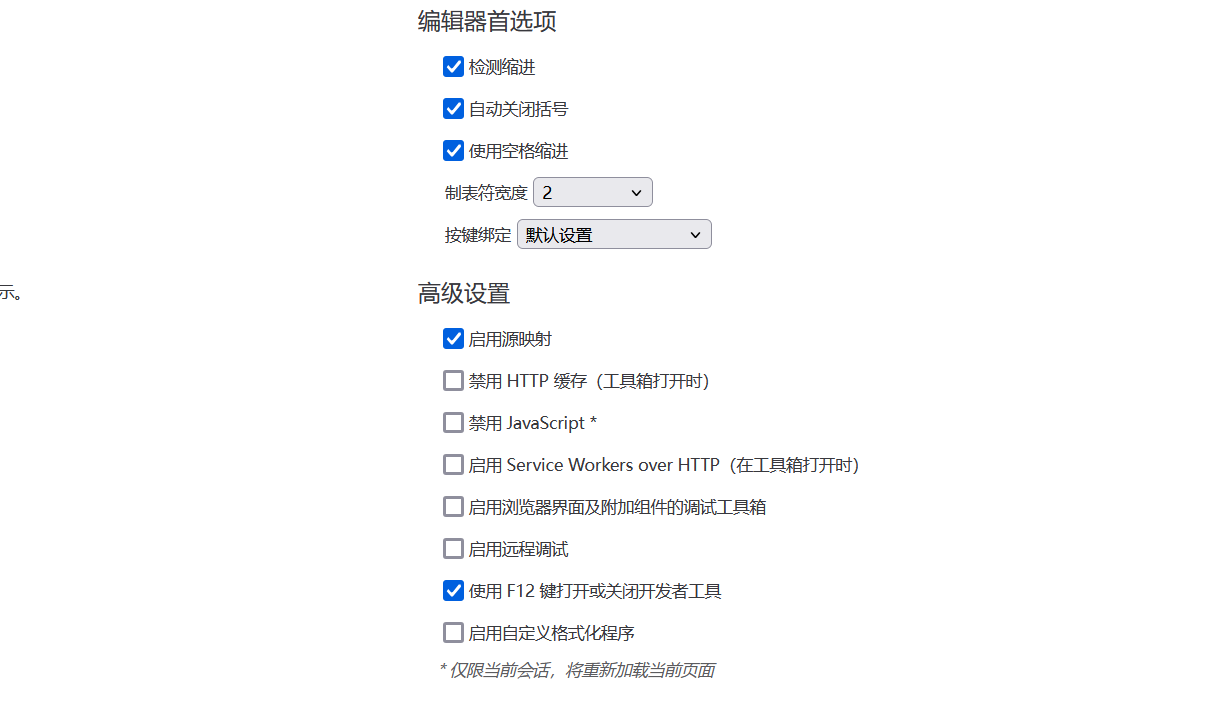 编辑器首选项
检测缩进
自动关闭括号
使用空格缩进
制表符宽度 2
按键绑定 默认设置
示。
高级设置
启用源映射
禁用 HTTP 缓存（工具箱打开时）
禁用 JavaScript *
启用 Service Workers over HTTP（在工具箱打开时）
启用浏览器界面及附加组件的调试工具箱
启用远程调试
使用 F12 键打开或关闭开发者工具
启用自定义格式化程序
* 仅限当前会话，将重新加载当前页面